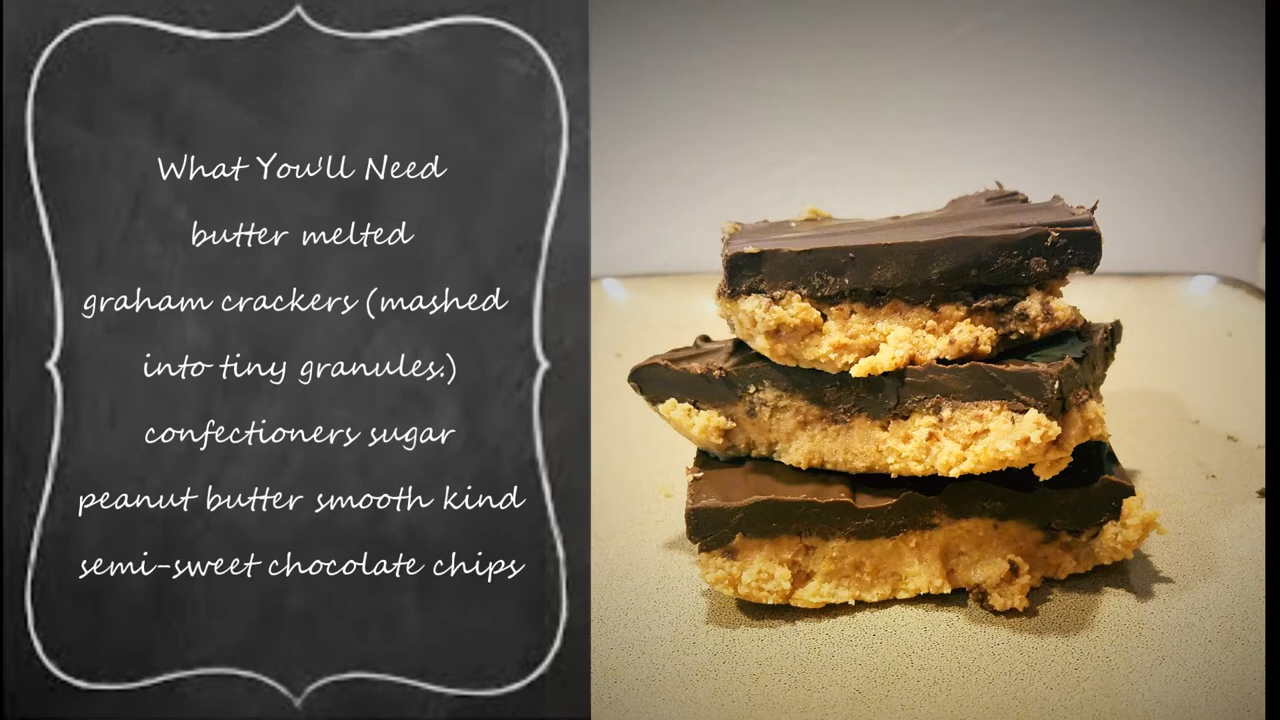 What You'll Need
butter melted
graham crackers (mashed
into tiny granules.)
confectioners sugar
peanut butter smooth kind
semi-sweet chocolate chips